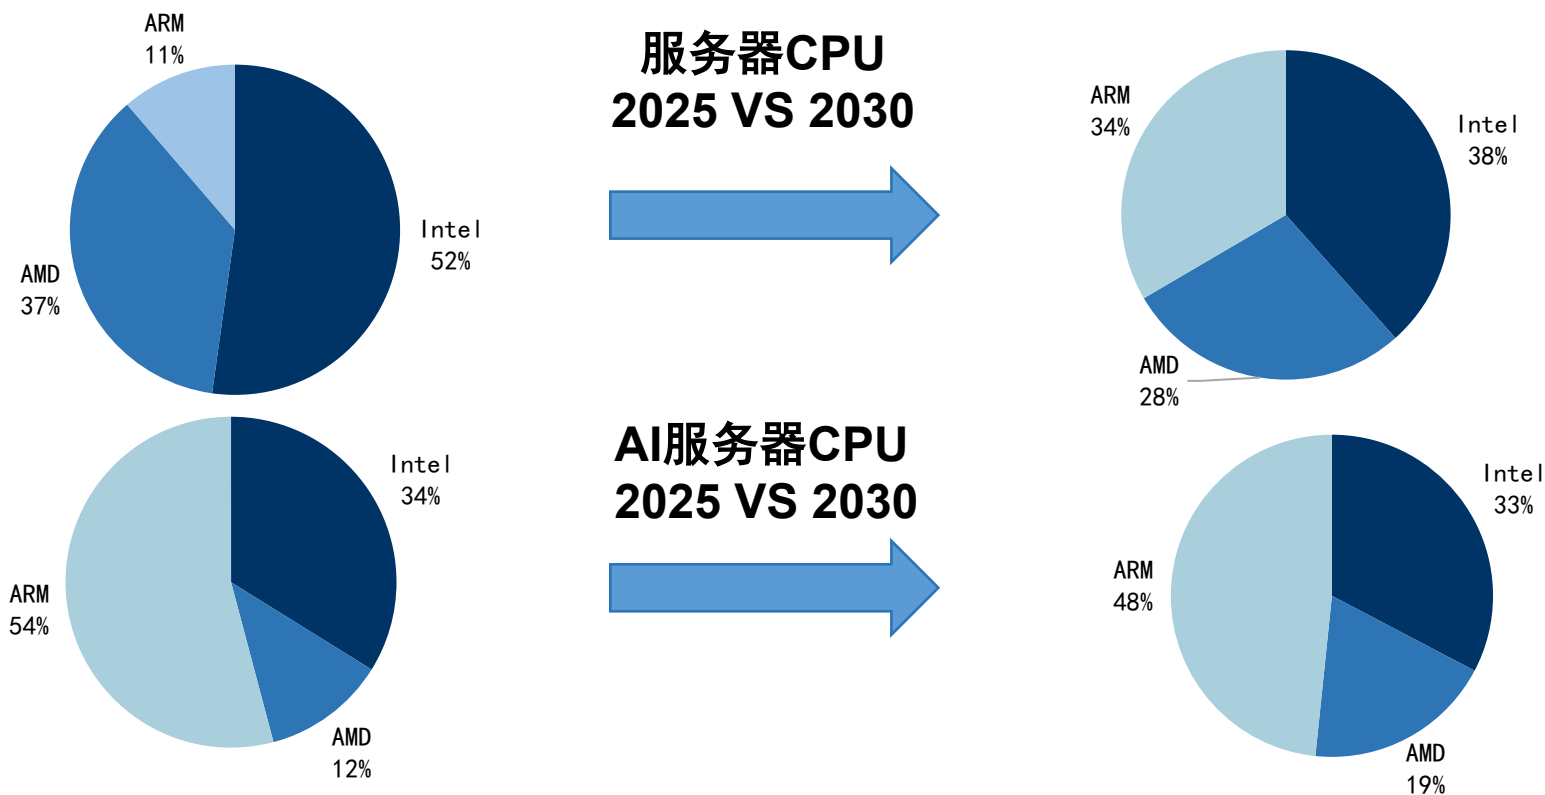 ARM
11%
Intel
52%
AMD
37%
服务器CPU
2025 VS 2030
ARM
34%
Intel
38%
AMD
28%
Intel
34%
ARM
54%
AMD
12%
AI服务器CPU
2025 VS 2030
Intel
33%
ARM
48%
AMD
19%